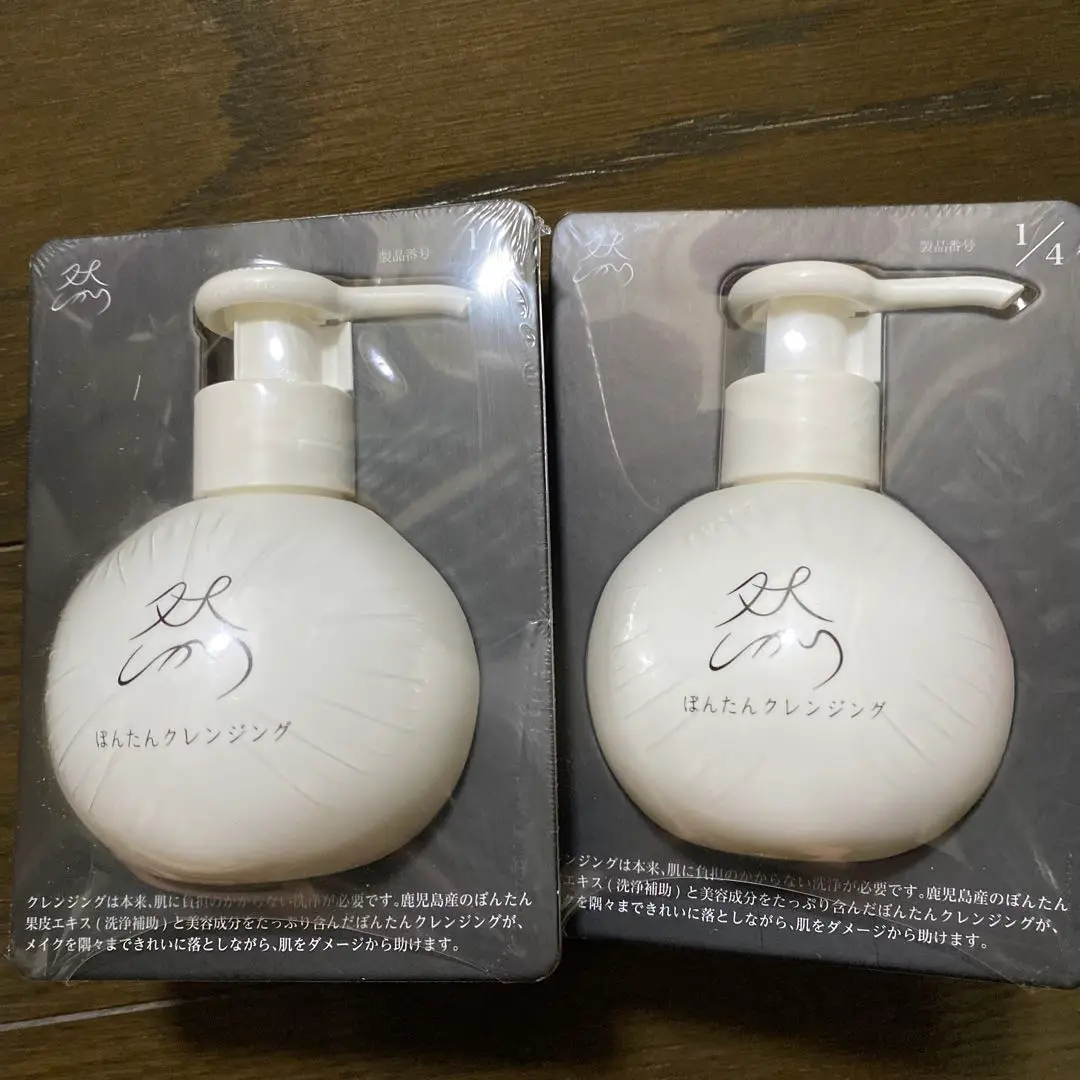 然
製品番号
1
然
ぽんたんクレンジング
クレンジングは本来、肌に負担のかからない洗浄が必要です。鹿児島産のぽんたん
果皮エキス(洗浄補助)と美容成分をたっぷり含んだぽんたんクレンジングが、
メイクを隅々まできれいに落としながら、肌をダメージから助けます。
然
製品番号
1/4
然
ぽんたんクレンジング
ンジングは本来、肌に負担のかからない洗浄が必要です。鹿児島産のぽんたん
エキス(洗浄補助)と美容成分をたっぷり含んだぽんたんクレンジングが、
を隅々まできれいに落としながら、肌をダメージから助けます。